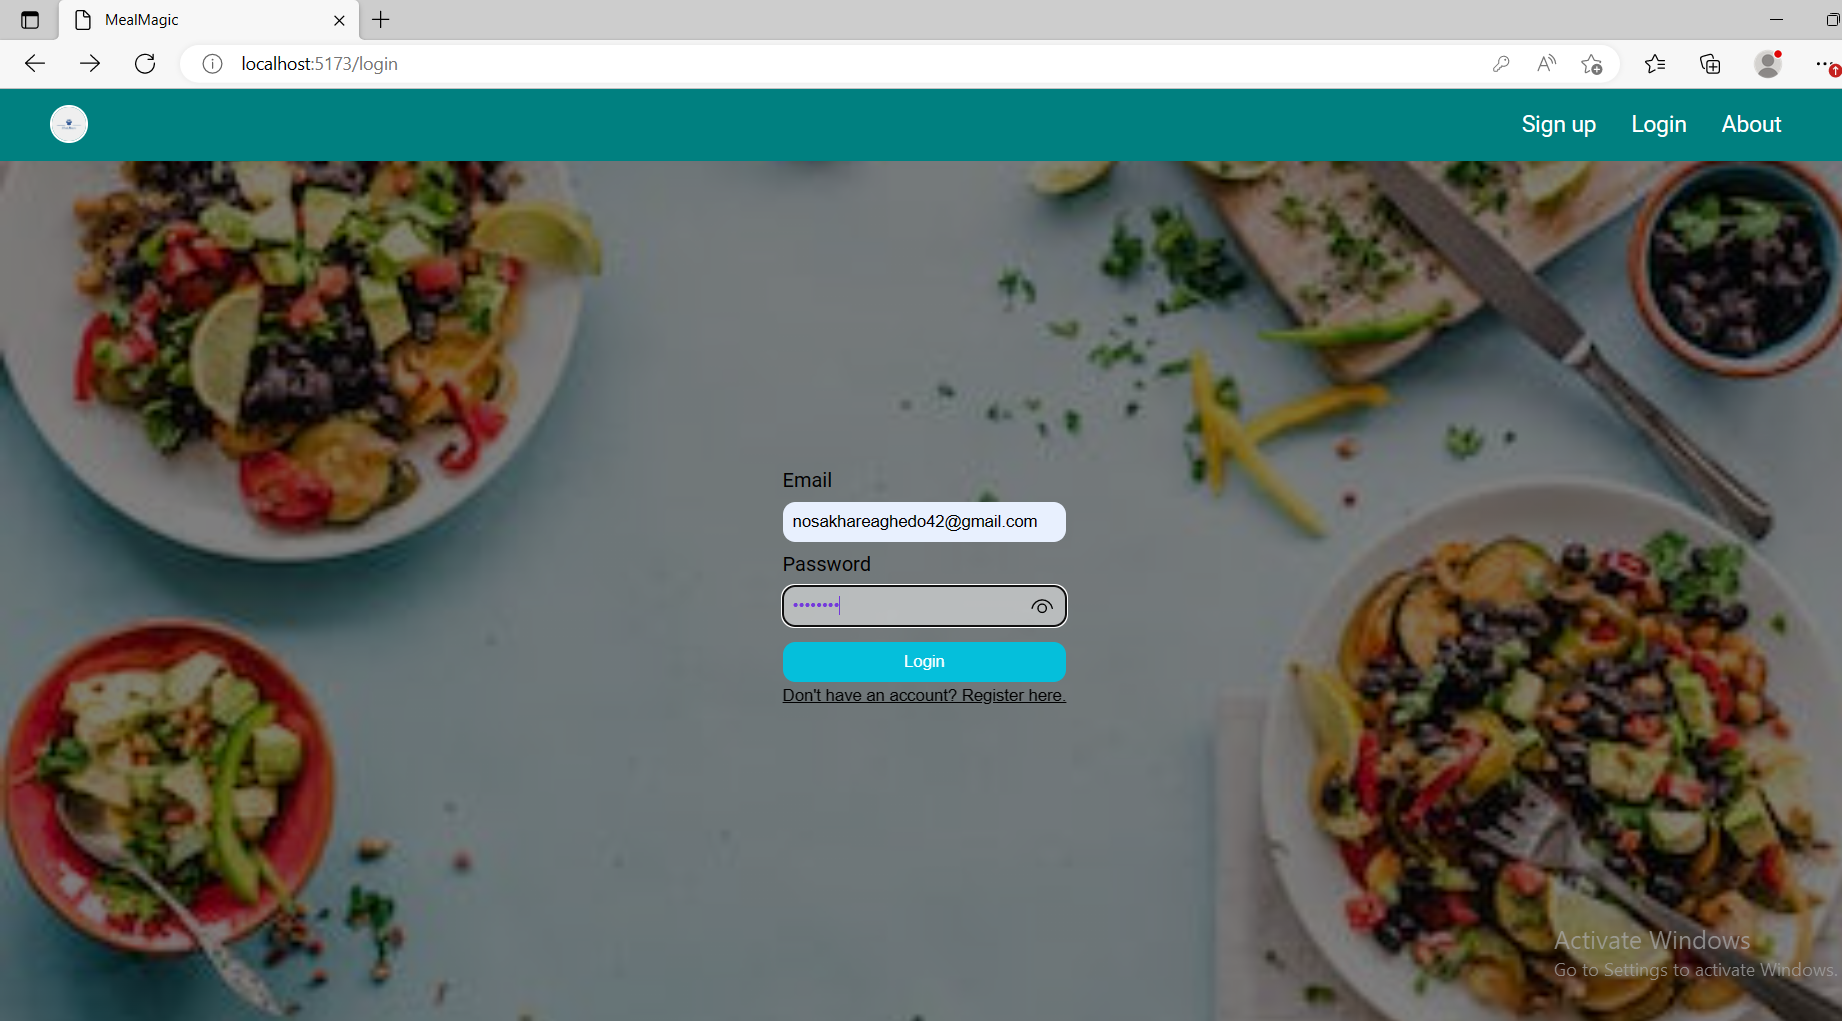 MealMagic
localhost:5173/login
Sign up Login About
Email
nosakhareaghedo42@gmail.com
Password
••••••••
Login
Don't have an account? Register here.
Activate Windows
Go to Settings to activate Windows.